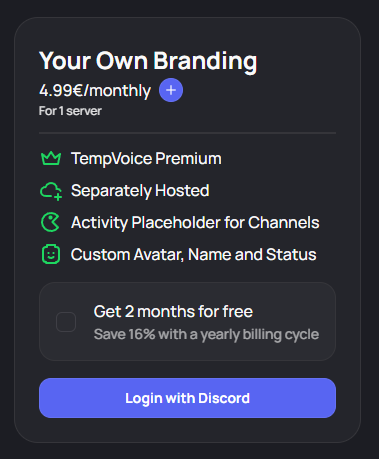 Your Own Branding
4.99€/monthly +
For 1 server
TempVoice Premium
Separately Hosted
Activity Placeholder for Channels
Custom Avatar, Name and Status
Get 2 months for free
Save 16% with a yearly billing cycle
Login with Discord